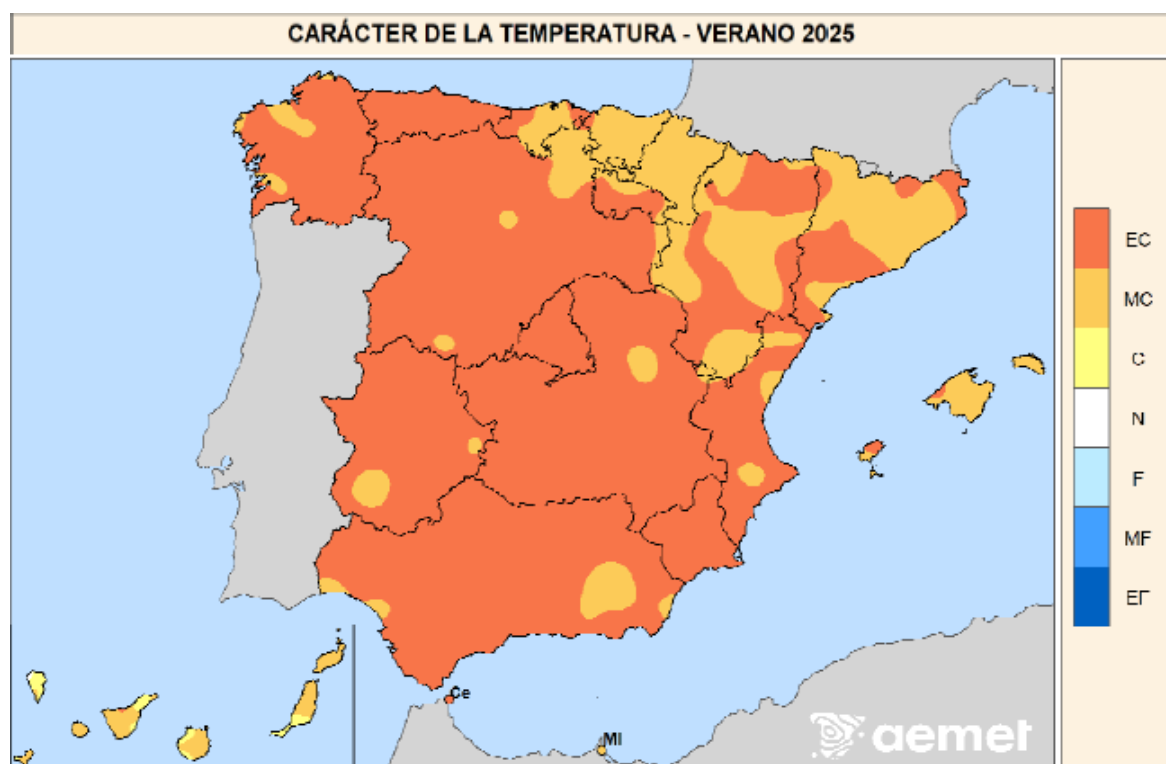 CARÁCTER DE LA TEMPERATURA - VERANO 2025
EC
MC
C
N
F
MF
EF
Ce
Ml
aemet